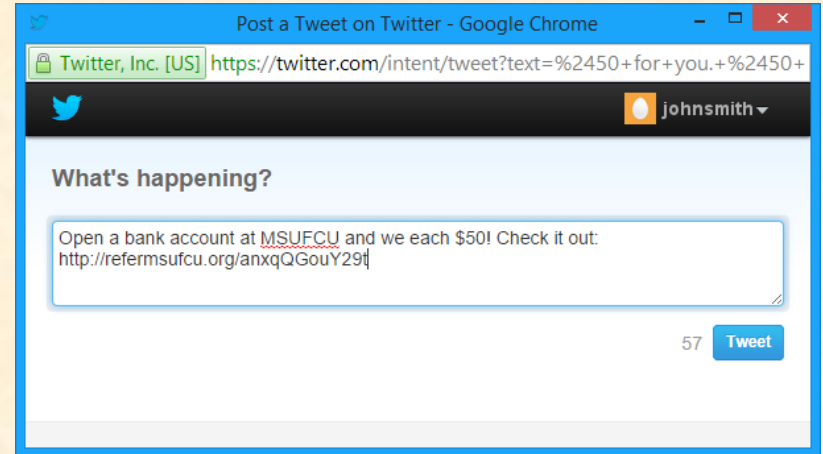 Post a Tweet on Twitter - Google Chrome
Twitter, Inc. [US] https://twitter.com/intent/tweet?text=%2450+for+you.+%2450+
johnsmith
What's happening?
Open a bank account at MSUFCU and we each $50! Check it out:
http://refermsufcu.org/anxqQGouY29t
57 Tweet